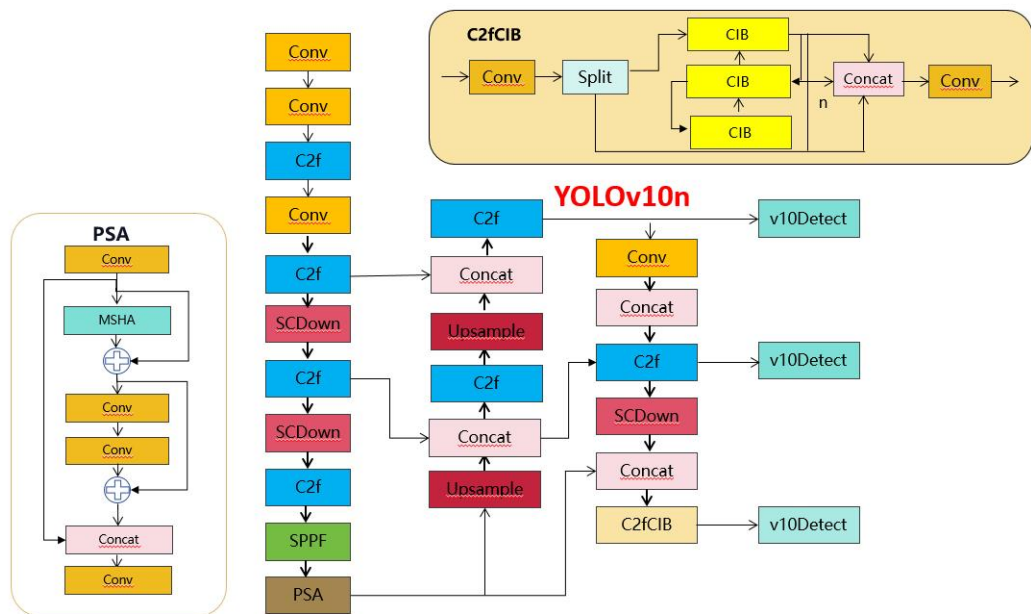 C2fCIB
Conv
Split
CIB
CIB
CIB
n
Concat
Conv
YOLOv10n
PSA
Conv
MSHA
Conv
Conv
Concat
Conv
Conv
Conv
C2f
Conv
C2f
SCDown
C2f
SCDown
C2f
SPPF
PSA
C2f
Concat
Upsample
C2f
Concat
Upsample
Conv
Concat
C2f
SCDown
Concat
C2fCIB
v10Detect
v10Detect
v10Detect